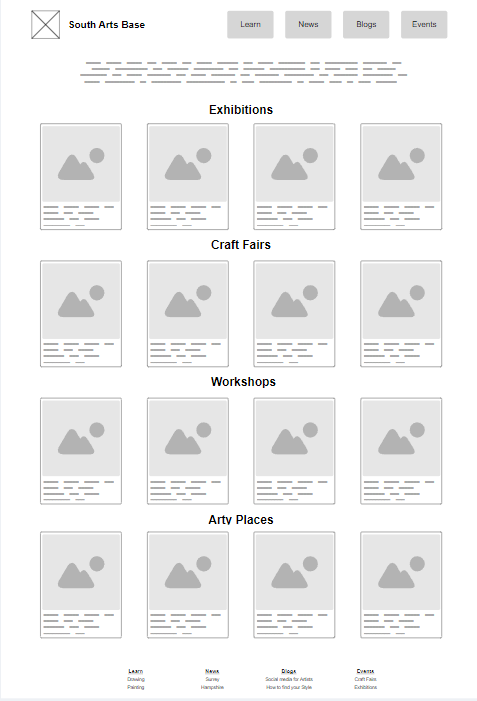 South Arts Base
Learn
News
Blogs
Events
Exhibitions
Craft Fairs
Workshops
Arty Places
Learn News Blogs Events
Drawing Surrey Social media for Artists Craft Fairs
Painting Hampshire How to find your Style Exhibitions